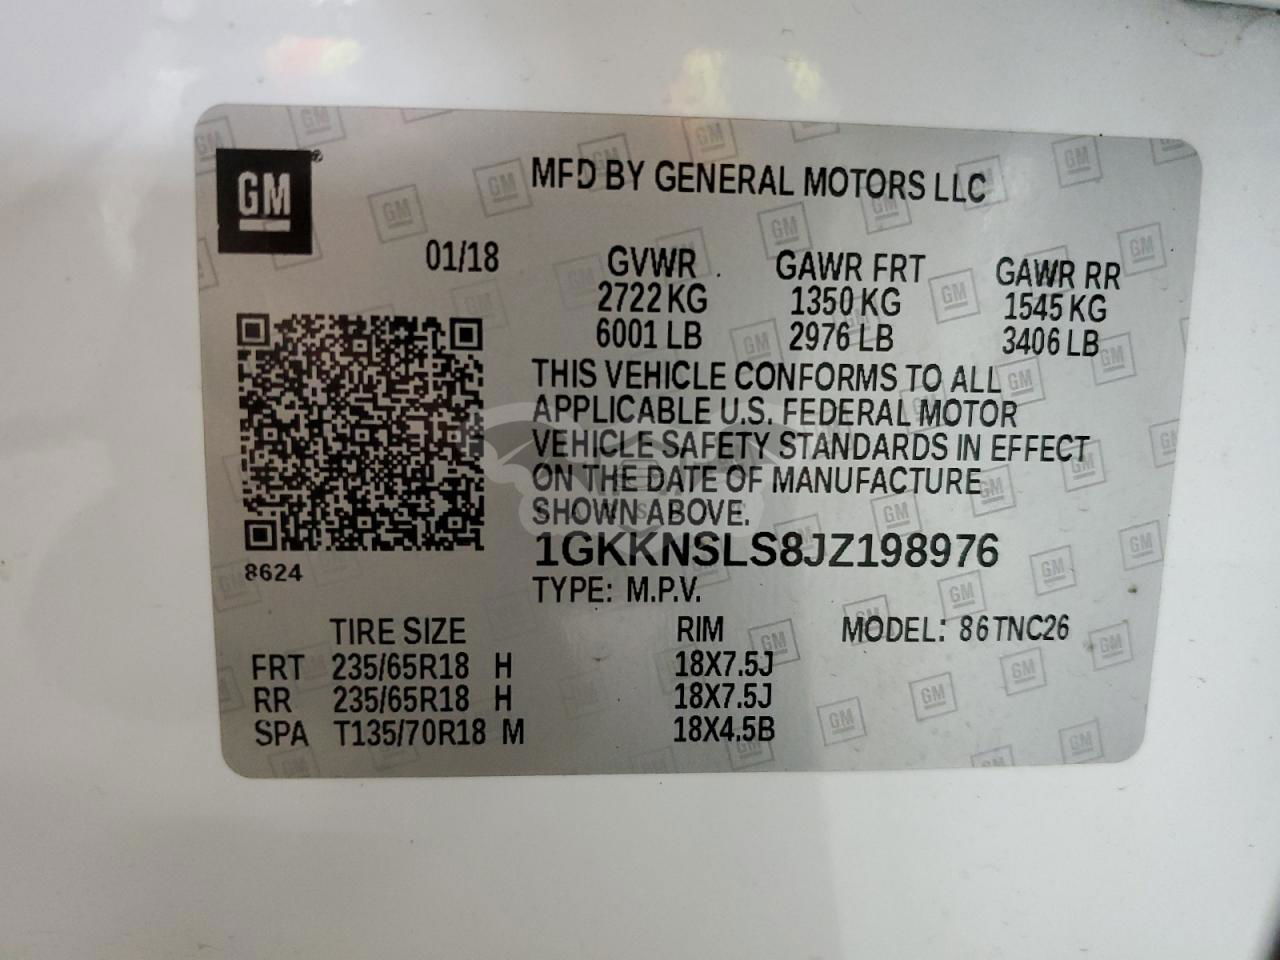 GM
MFD BY GENERAL MOTORS LLC
01/18
GVWR GAWR FRT GAWR RR
2722 KG 1350 KG 1545 KG
6001 LB 2976 LB 3406 LB
THIS VEHICLE CONFORMS TO ALL
APPLICABLE U.S. FEDERAL MOTOR
VEHICLE SAFETY STANDARDS IN EFFECT
ON THE DATE OF MANUFACTURE
SHOWN ABOVE.
1GKKNSLS8JZ198976
8624
TYPE: M.P.V.
TIRE SIZE RIM MODEL: 86TNC26
FRT 235/65R18 H 18X7.5J
RR 235/65R18 H 18X7.5J
SPA T135/70R18 M 18X4.5B